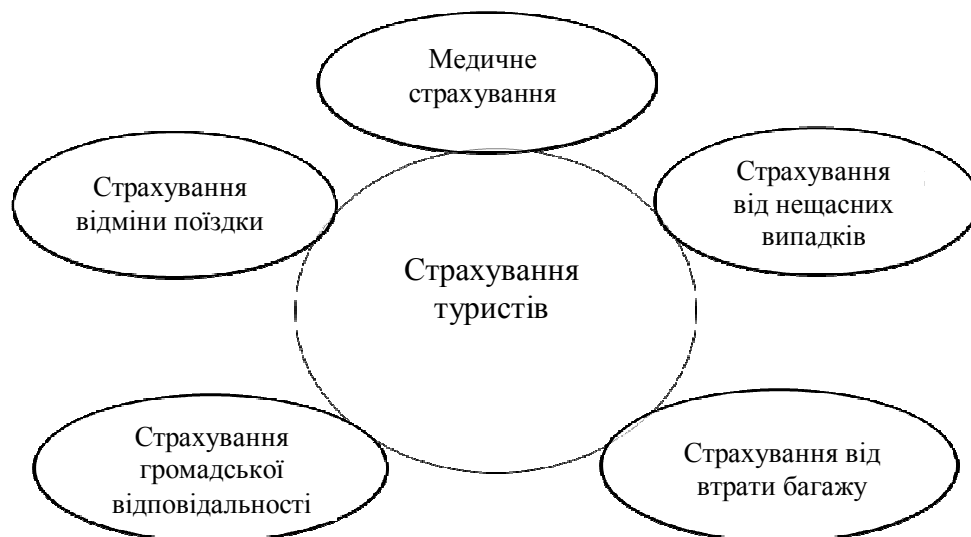 Медичне
страхування
Страхування
відміни поїздки
Страхування
від нещасних
випадків
Страхування
туристів
Страхування
громадської
відповідальності
Страхування від
втрати багажу